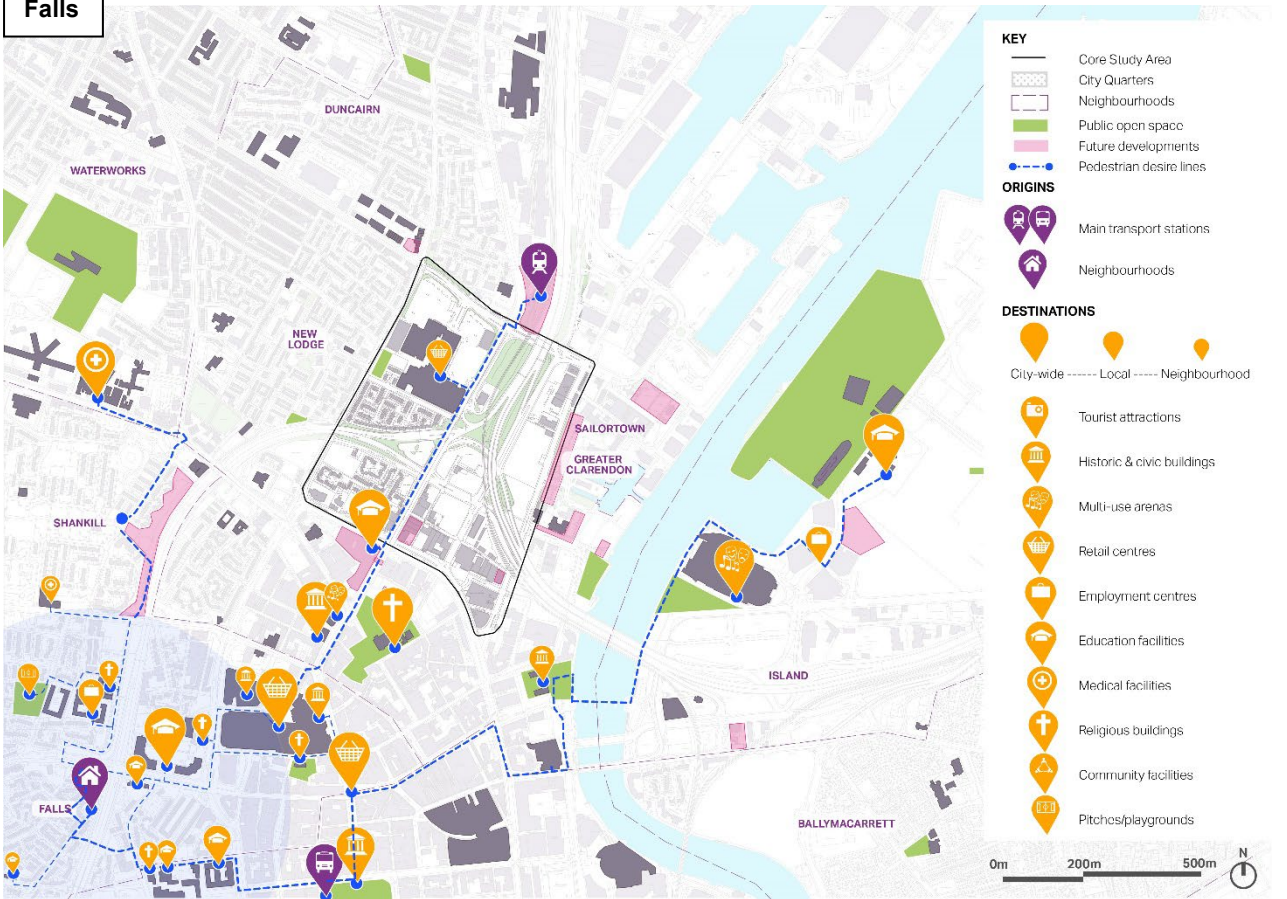 Falls
DUNCAIRN
WATERWORKS
NEW
LODGE
SAILORTOWN
GREATER
CLARENDON
SHANKILL
ISLAND
FALLS
BALLYMACARRETT
KEY
Core Study Area
City Quarters
Neighbourhoods
Public open space
Future developments
Pedestrian desire lines
ORIGINS
Main transport stations
Neighbourhoods
DESTINATIONS
City-wide ------ Local ---- Neighbourhood
Tourist attractions
Historic & civic buildings
Multi-use arenas
Retail centres
Employment centres
Education facilities
Medical facilities
Religious buildings
Community facilities
Pitches/playgrounds
0m 200m 500m
N